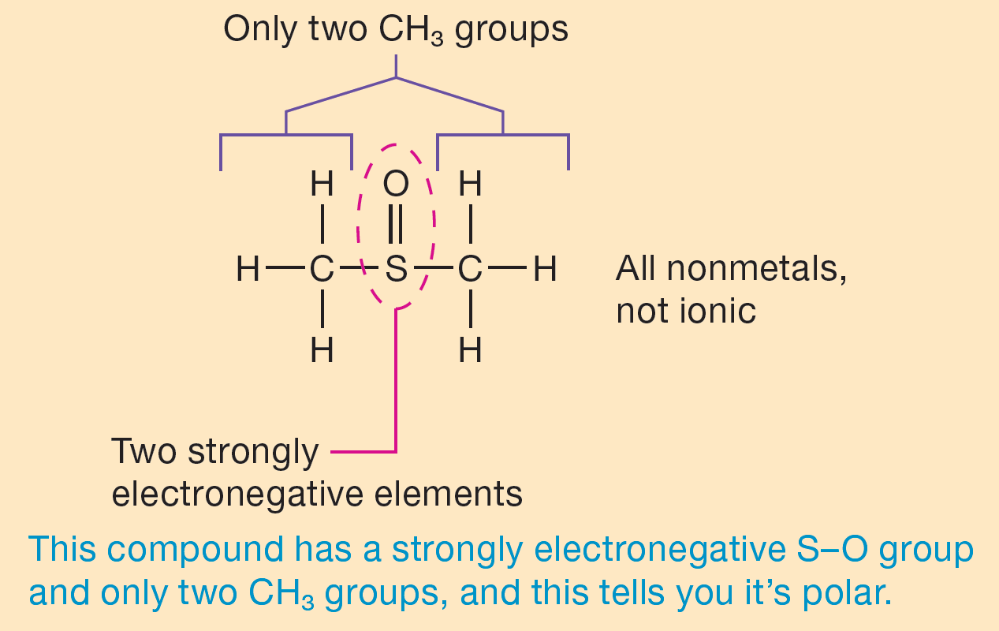 Only two CH₃ groups
H O H
H—C—S—C—H
H H
All nonmetals,
not ionic
Two strongly
electronegative elements
This compound has a strongly electronegative S–O group
and only two CH₃ groups, and this tells you it's polar.